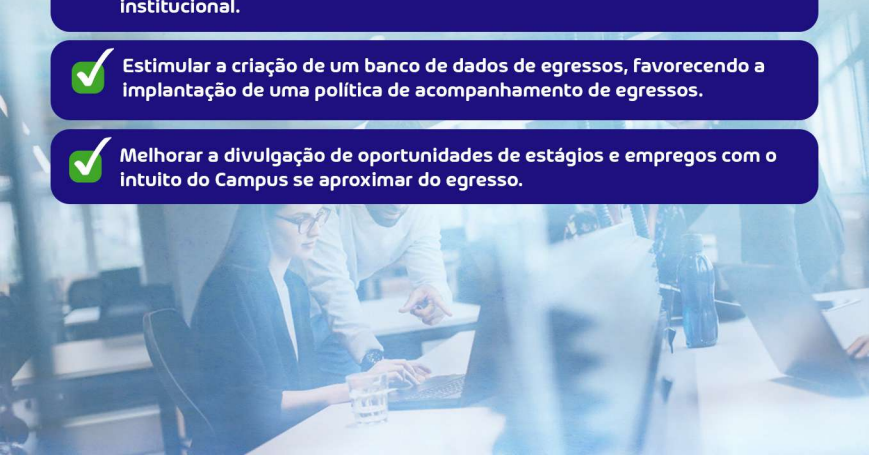 institucional.
Estimular a criação de um banco de dados de egressos, favorecendo a
implantação de uma política de acompanhamento de egressos.
Melhorar a divulgação de oportunidades de estágios e empregos com o
intuito do Campus se aproximar do egresso.